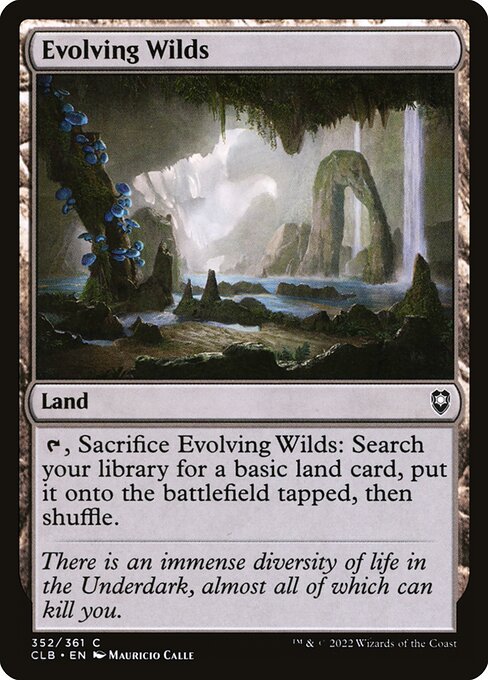 Evolving Wilds
Land
, Sacrifice Evolving Wilds: Search
your library for a basic land card, put
it onto the battlefield tapped, then
shuffle.
There is an immense diversity of life in
the Underdark, almost all of which can
kill you.
352/361 C
™ & © 2022 Wizards of the Coast
CLB • EN Mauricio Calle